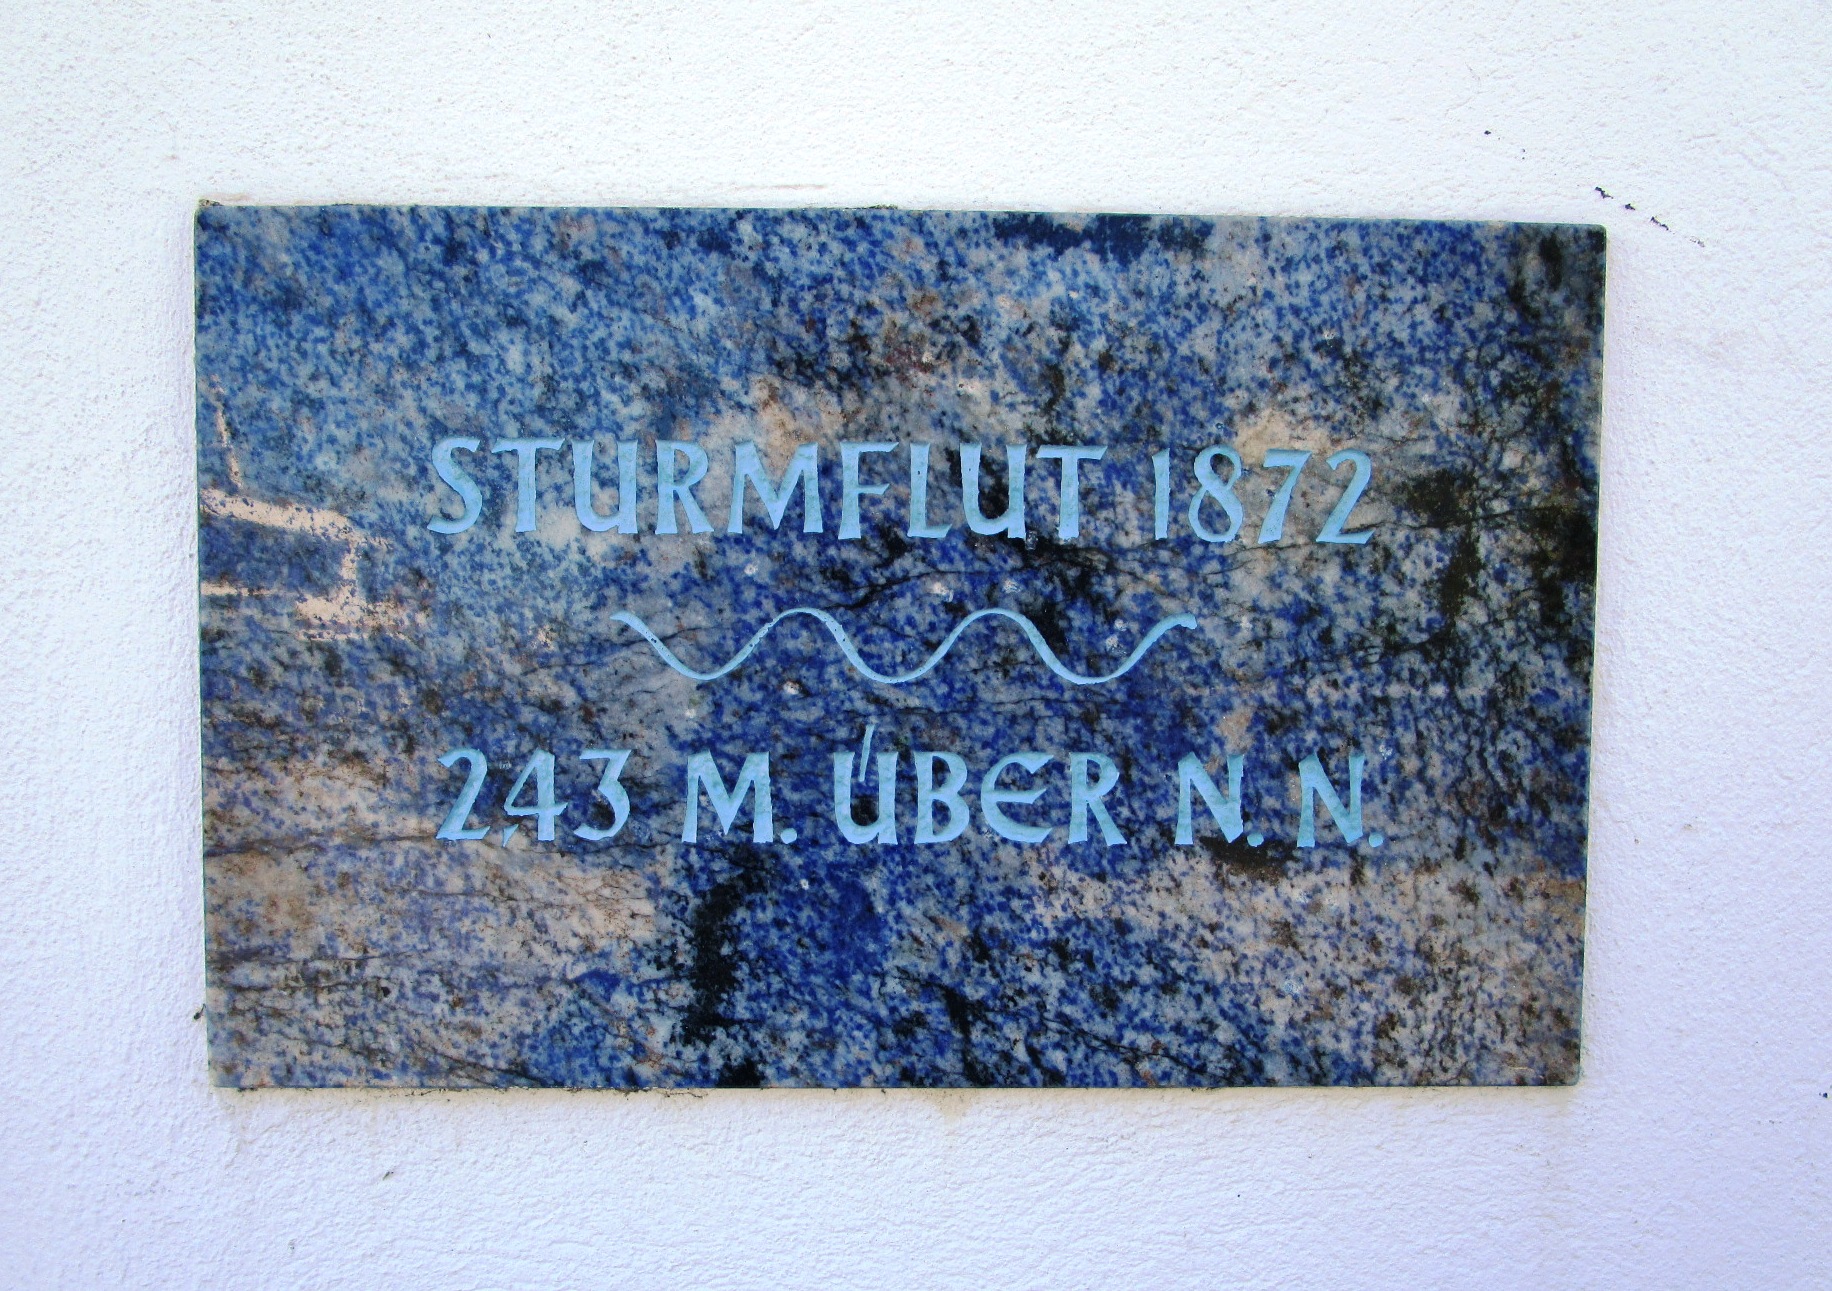 STURMFLUT 1872
2,43 M. ÜBER N. N.